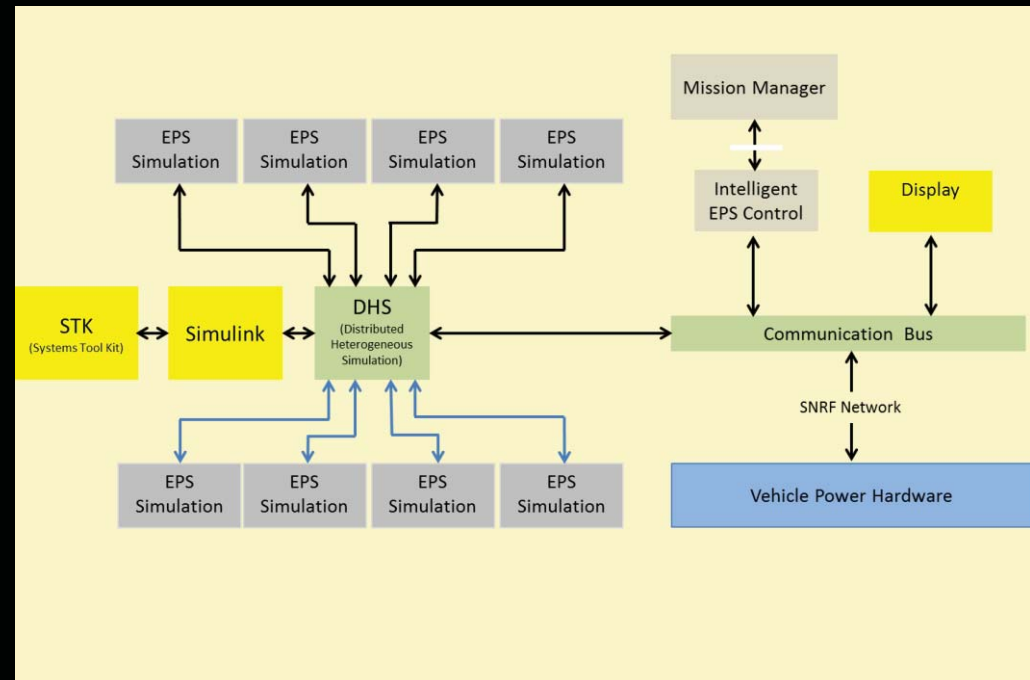 Mission Manager
EPS
Simulation
EPS
Simulation
EPS
Simulation
EPS
Simulation
Intelligent
EPS Control
Display
STK
(Systems Tool Kit)
Simulink
DHS
(Distributed
Heterogeneous
Simulation)
Communication Bus
SNRF Network
EPS
Simulation
EPS
Simulation
EPS
Simulation
EPS
Simulation
Vehicle Power Hardware